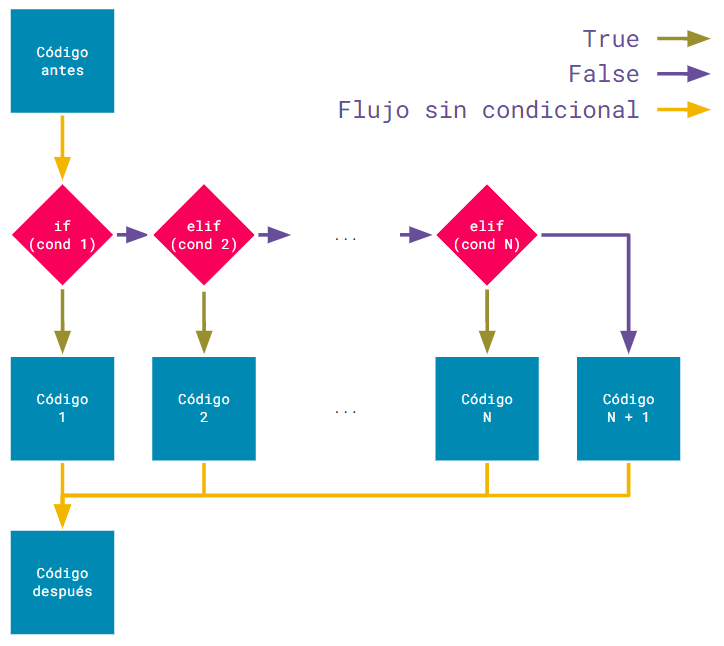 Código
antes
True
False
Flujo sin condicional
if
(cond 1)
elif
(cond 2)
...
elif
(cond N)
Código
1
Código
2
...
Código
N
Código
N + 1
Código
después